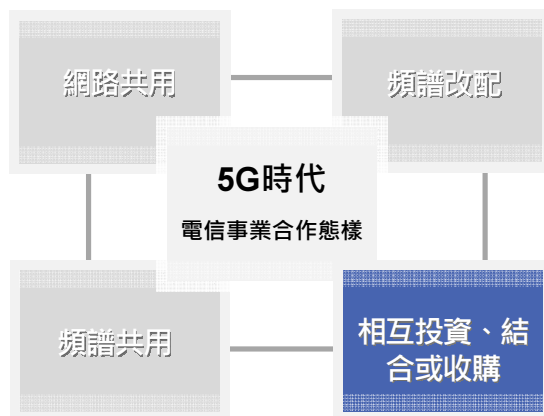 網路共用
頻譜改配
5G時代
電信事業合作態樣
頻譜共用
相互投資、結
合或收購